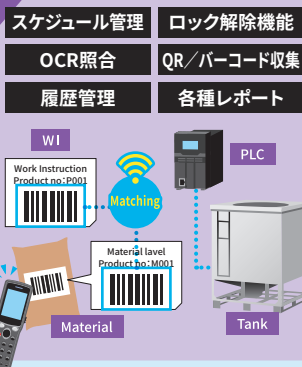 スケジュール管理
ロック解除機能
OCR照合
QR／バーコード収集
履歴管理
各種レポート
WI
Work Instruction
Product no：P001
Matching
PLC
Material lavel
Product no：M001
Material
Tank